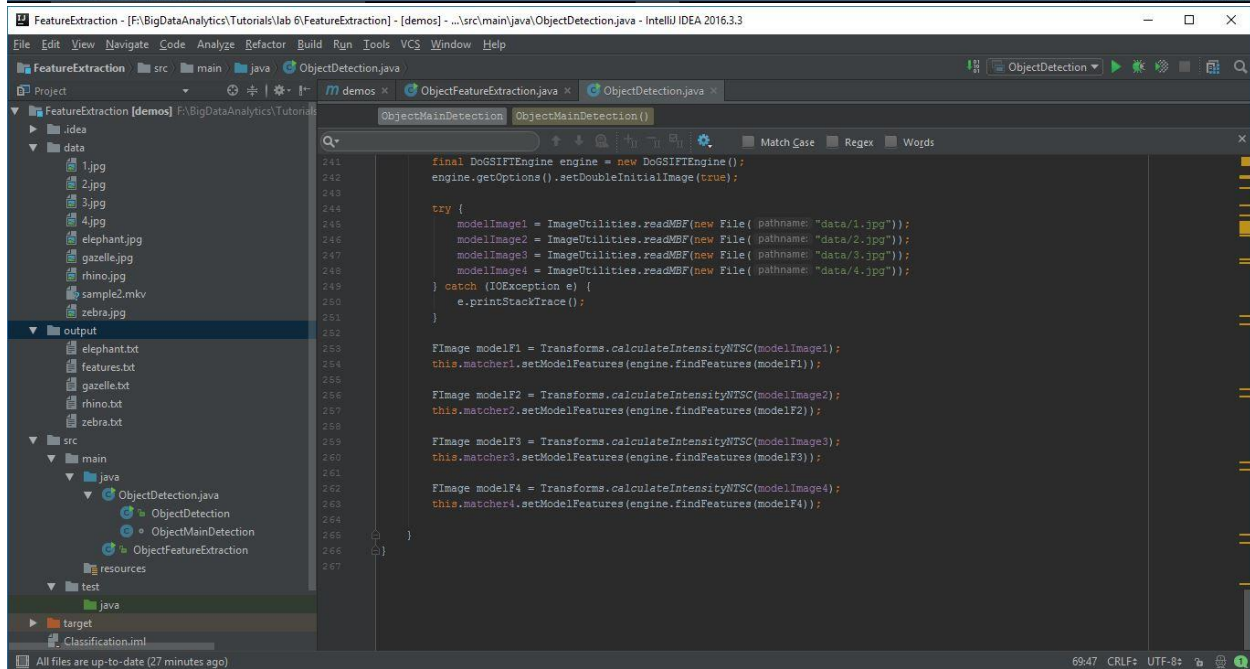 FeatureExtraction - [F:\BigDataAnalytics\Tutorials\lab 6\FeatureExtraction] - [demos] - ...\src\main\java\ObjectDetection.java - IntelliJ IDEA 2016.3.3
File Edit View Navigate Code Analyze Refactor Build Run Tools VCS Window Help
FeatureExtraction src main java ObjectDetection.java ObjectDetection
Project demos ObjectFeatureExtraction.java ObjectDetection.java
FeatureExtraction [demos] F:\BigDataAnalytics\Tutorials
.idea
data
1.jpg
2.jpg
3.jpg
4.jpg
elephant.jpg
gazelle.jpg
rhino.jpg
sample2.mkv
zebra.jpg
output
elephant.txt
features.txt
gazelle.txt
rhino.txt
zebra.txt
src
main
java
ObjectDetection.java
ObjectDetection
ObjectMainDetection
ObjectFeatureExtraction
resources
test
java
target
Classification.iml
ObjectMainDetection ObjectMainDetection()
Match Case Regex Words
241 final DoGSIFTEngine engine = new DoGSIFTEngine();
242 engine.getOptions().setDoubleInitialImage(true);
243
244 try {
245 modelImage1 = ImageUtilities.readMBF(new File( pathname: "data/1.jpg"));
246 modelImage2 = ImageUtilities.readMBF(new File( pathname: "data/2.jpg"));
247 modelImage3 = ImageUtilities.readMBF(new File( pathname: "data/3.jpg"));
248 modelImage4 = ImageUtilities.readMBF(new File( pathname: "data/4.jpg"));
249 } catch (IOException e) {
250 e.printStackTrace();
251 }
252
253 FImage modelF1 = Transforms.calculateIntensityNTSC(modelImage1);
254 this.matcher1.setModelFeatures(engine.findFeatures(modelF1));
255
256 FImage modelF2 = Transforms.calculateIntensityNTSC(modelImage2);
257 this.matcher2.setModelFeatures(engine.findFeatures(modelF2));
258
259 FImage modelF3 = Transforms.calculateIntensityNTSC(modelImage3);
260 this.matcher3.setModelFeatures(engine.findFeatures(modelF3));
261
262 FImage modelF4 = Transforms.calculateIntensityNTSC(modelImage4);
263 this.matcher4.setModelFeatures(engine.findFeatures(modelF4));
264
265 }
266 }
267
All files are up-to-date (27 minutes ago) 69:47 CRLF UTF-8 1